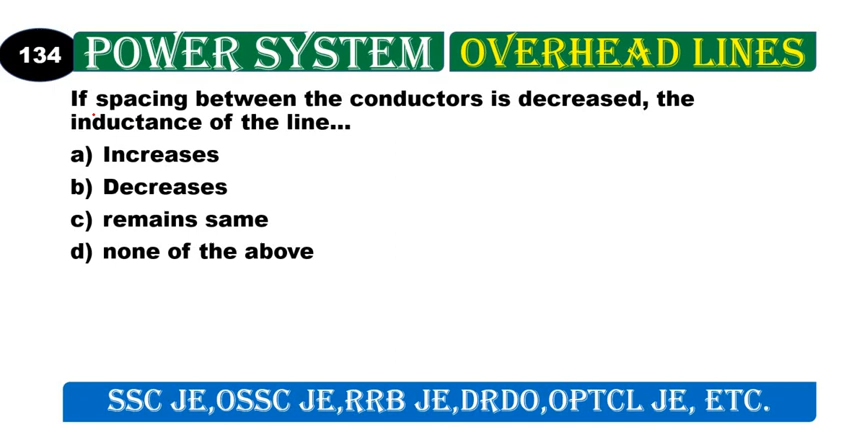 134
POWER SYSTEM
OVERHEAD LINES
If spacing between the conductors is decreased, the
inductance of the line...
a) Increases
b) Decreases
c) remains same
d) none of the above
SSC JE,OSSC JE,RRB JE,DRDO,OPTCL JE, ETC.